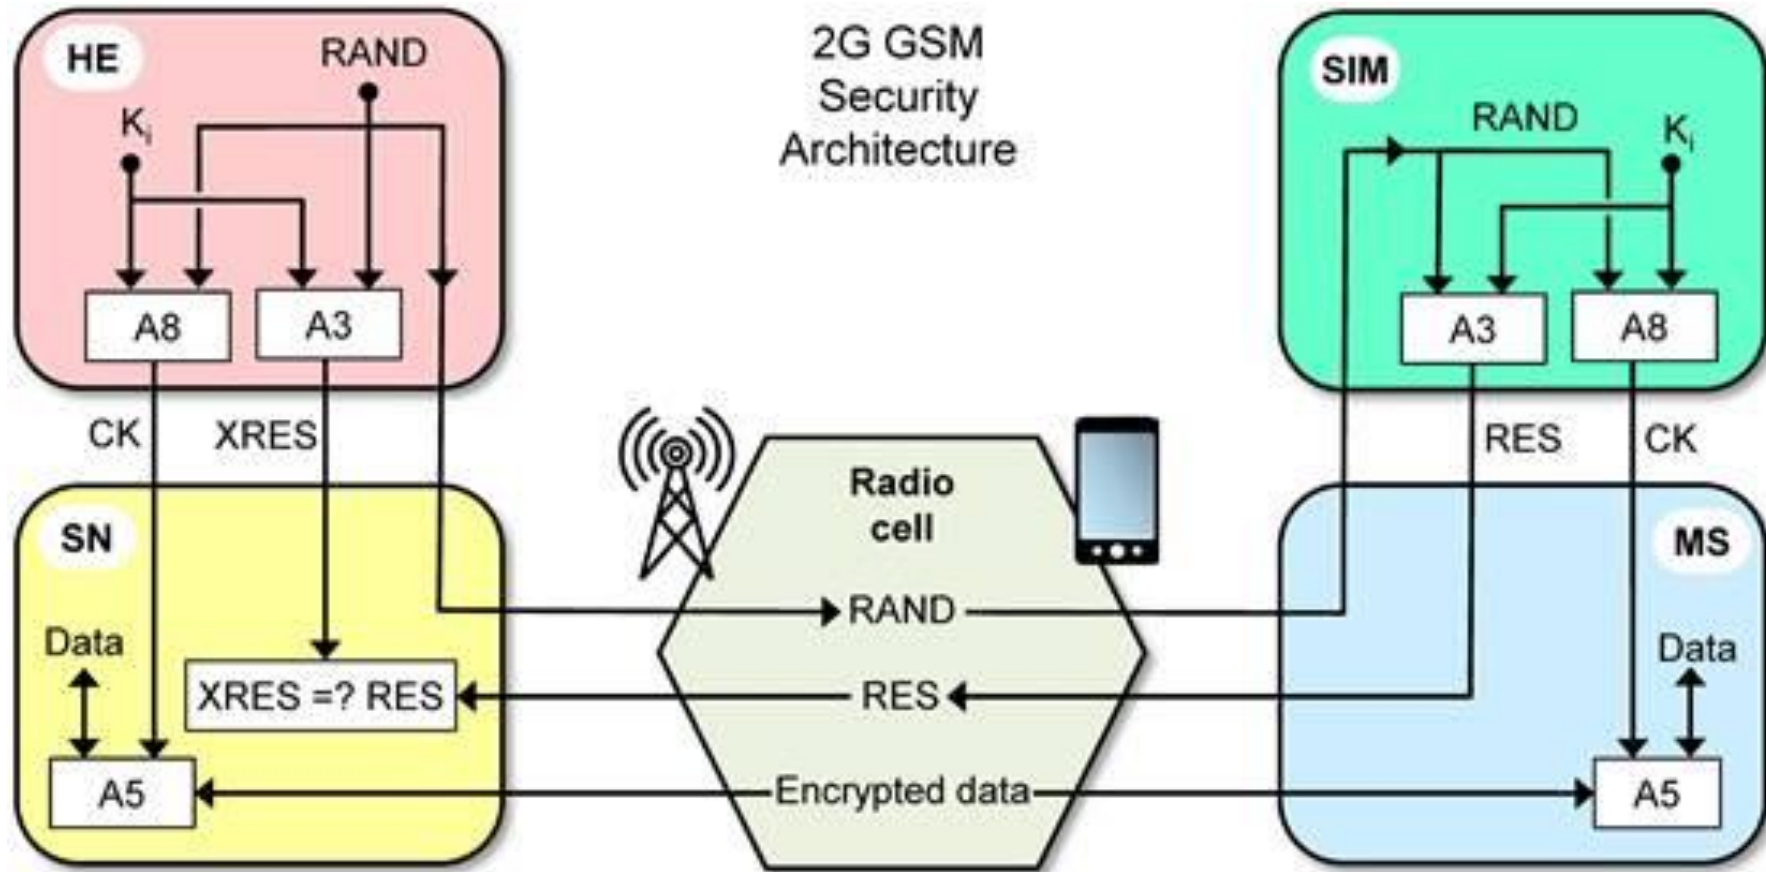 HE
RAND
2G GSM
Security
Architecture
SIM
RAND
Ki
Ki
A8
A3
A3
A8
CK
XRES
RES
CK
Radio
cell
SN
MS
RAND
Data
Data
XRES =? RES
RES
A5
Encrypted data
A5